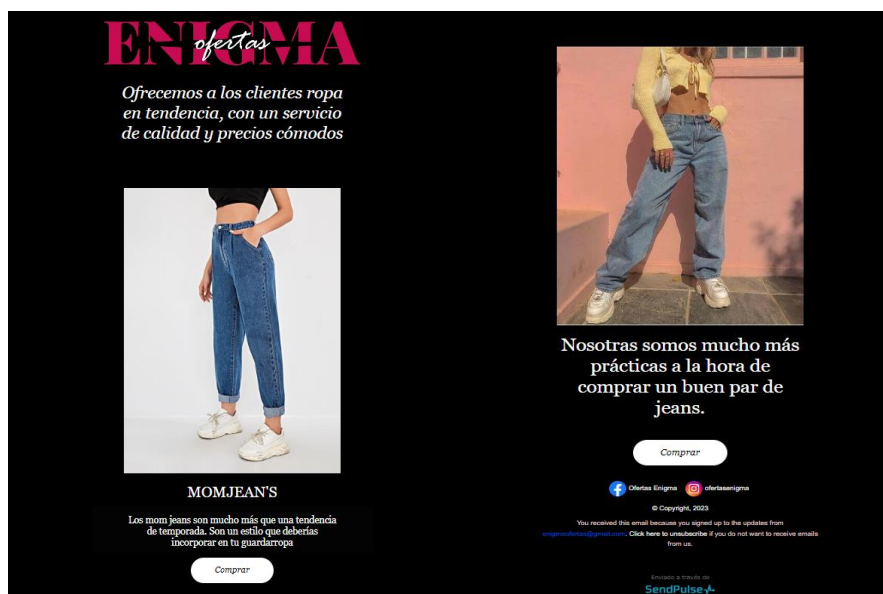 ENIGMA
ofertas
Ofrecemos a los clientes ropa
en tendencia, con un servicio
de calidad y precios cómodos
MOMJEAN'S
Los mom jeans son mucho más que una tendencia
de temporada. Son un estilo que deberías
incorporar en tu guardarropa
Comprar
Nosotras somos mucho más
prácticas a la hora de
comprar un buen par de
jeans.
Comprar
Ofertas Enigma ofertasenigma
© Copyright, 2023
You received this email because you signed up to the updates from
enigmeofertas@gmail.com. Click here to unsubscribe if you do not want to receive emails
from us.
Enviado a través de
SendPulse